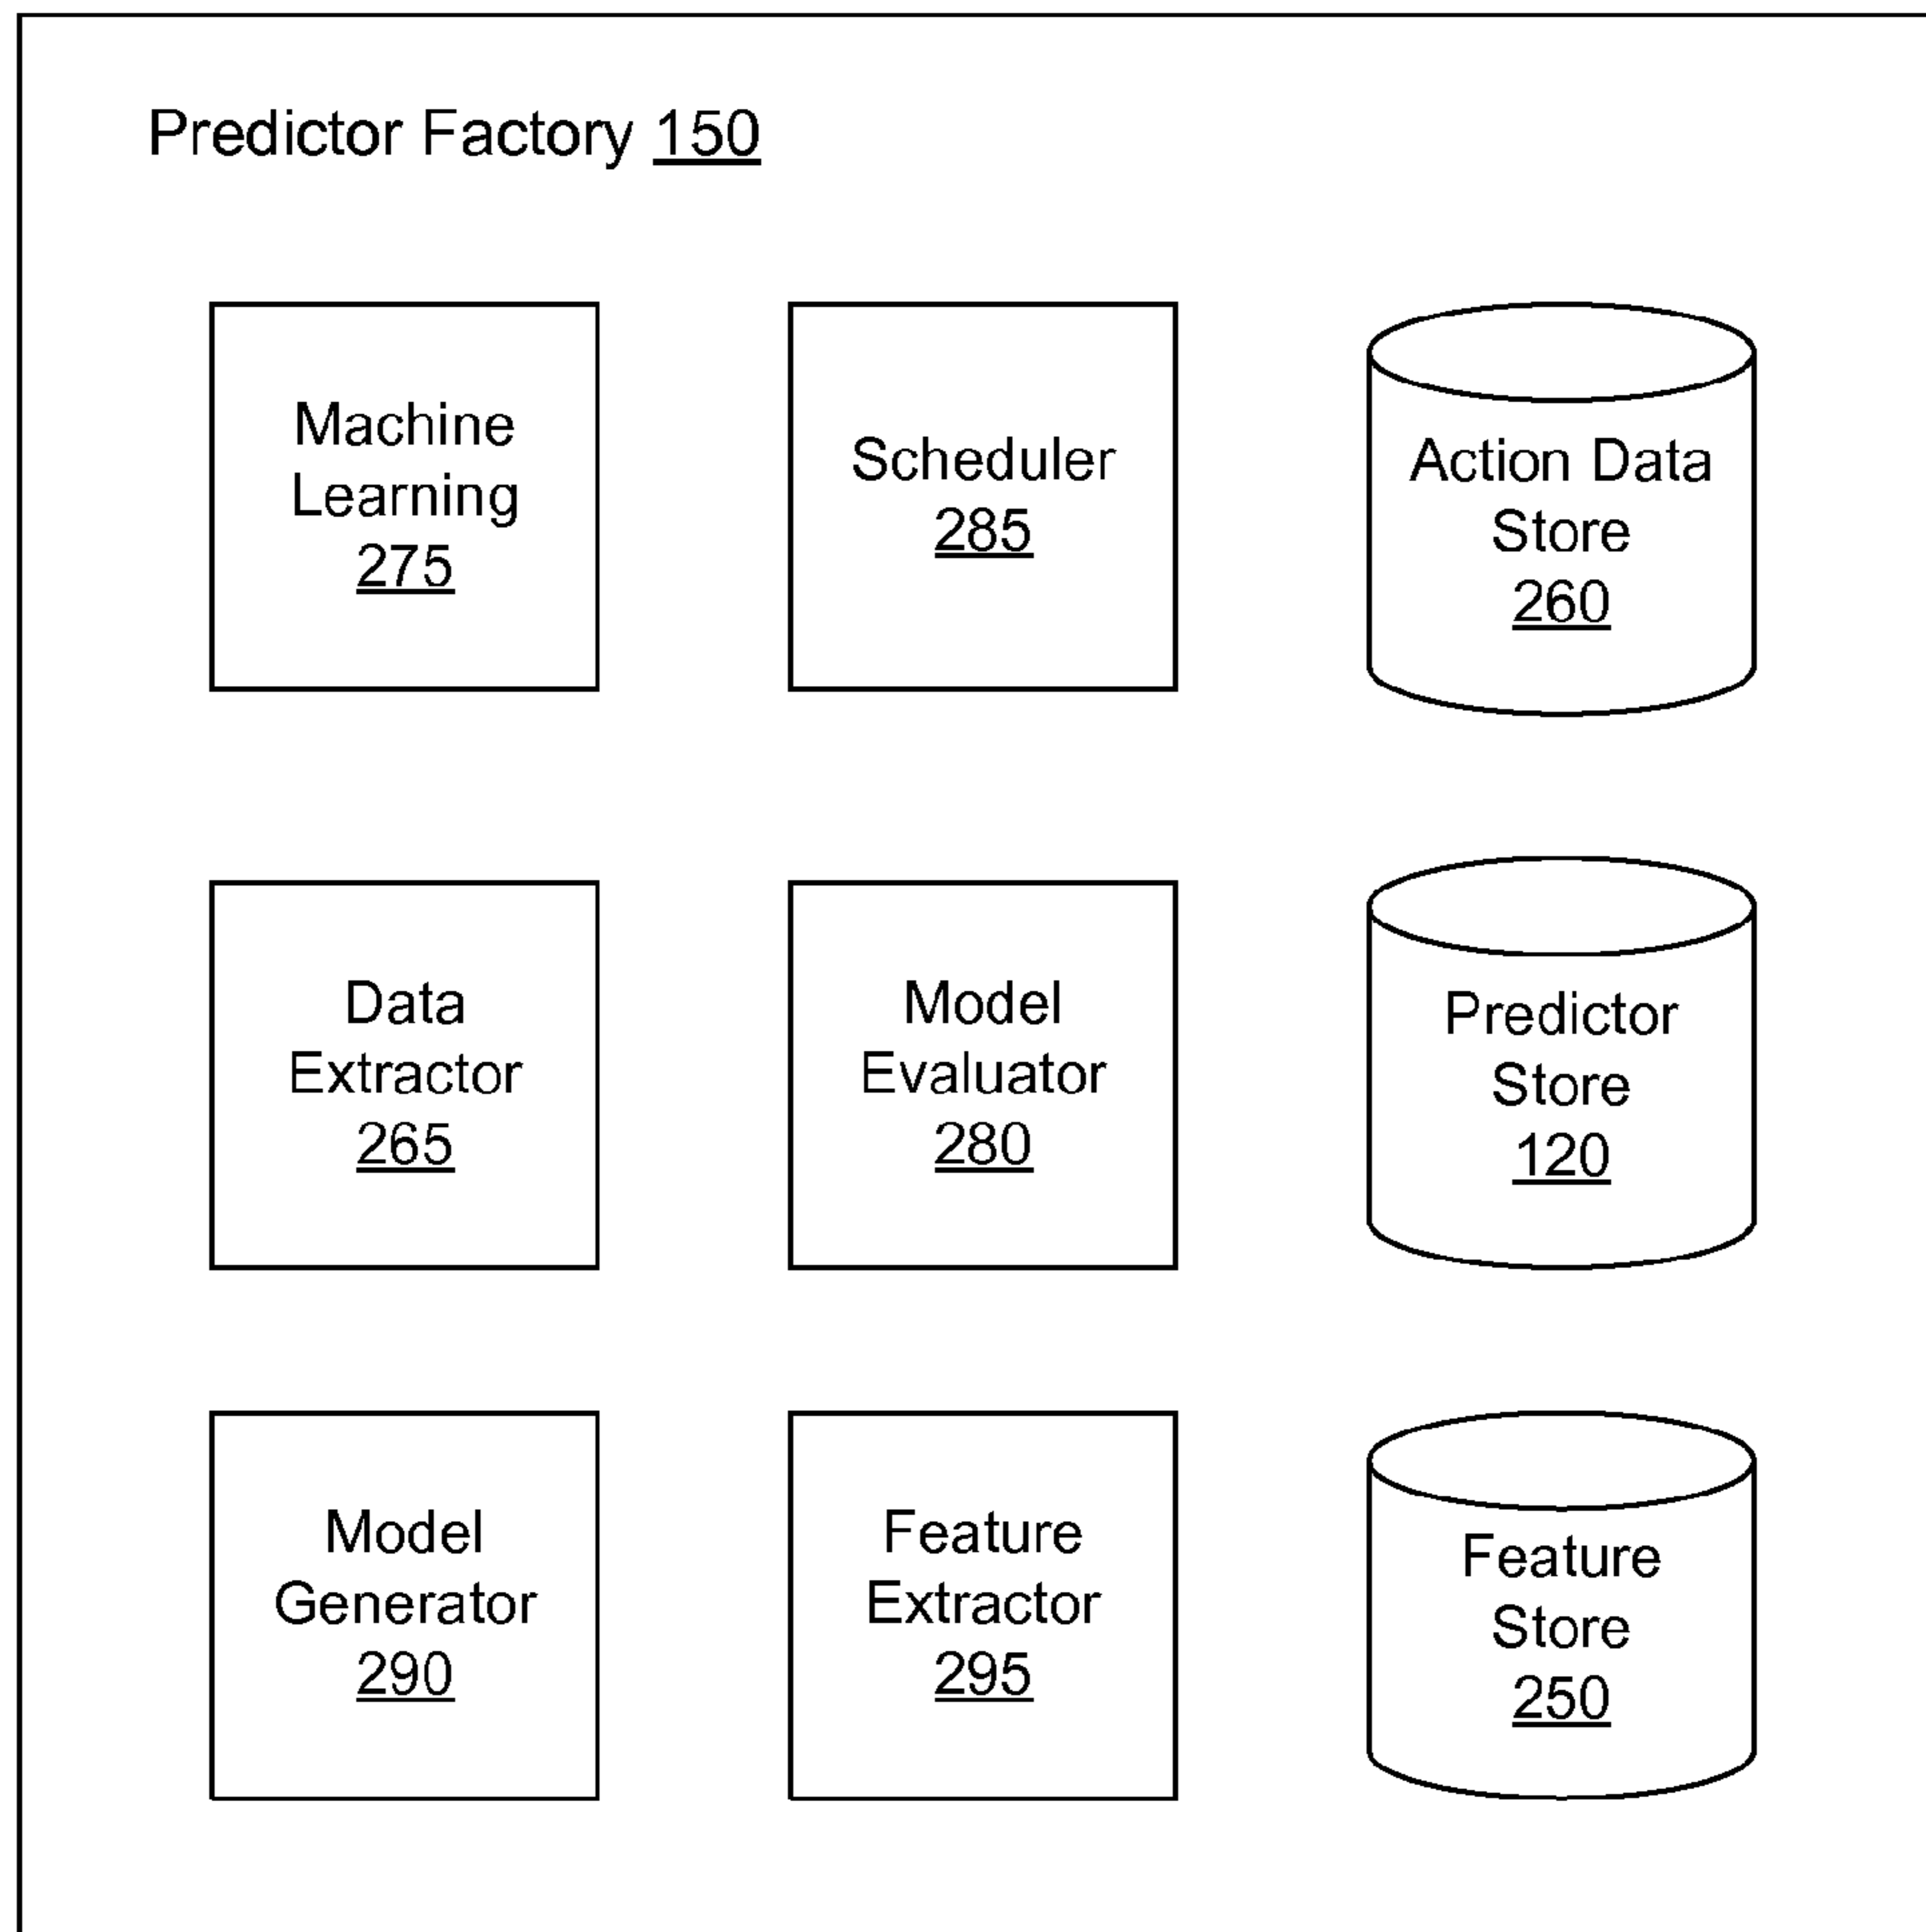 Predictor Factory 150
Machine
Learning
275
Scheduler
285
Action Data
Store
260
Data
Extractor
265
Model
Evaluator
280
Predictor
Store
120
Model
Generator
290
Feature
Extractor
295
Feature
Store
250